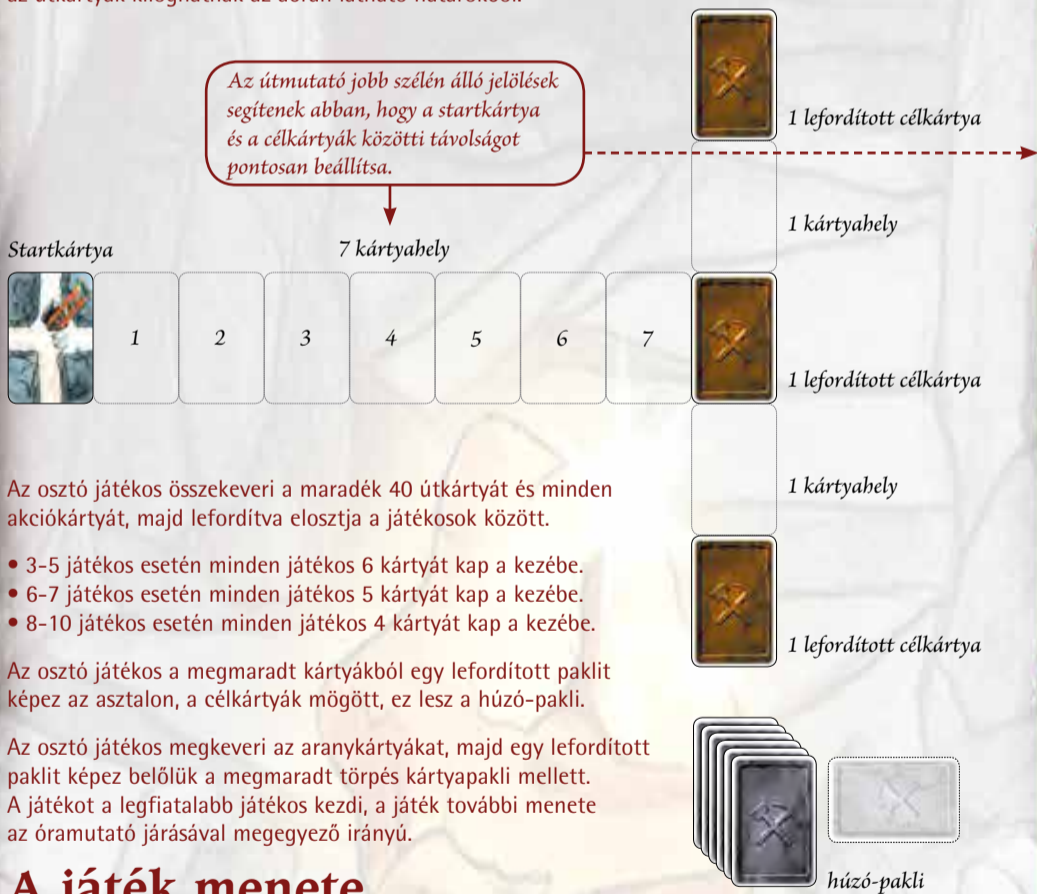 Az útmutató jobb szélén álló jelölések
segítenek abban, hogy a startkártya
és a célkártyák közötti távolságot
pontosan beállítsa.
1 lefordított célkártya
1 kártyahely
Startkártya
7 kártyahely
1
2
3
4
5
6
7
1 lefordított célkártya
1 kártyahely
1 lefordított célkártya
Az osztó játékos összekeveri a maradék 40 útkártyát és minden
akciókártyát, majd lefordítva elosztja a játékosok között.
• 3-5 játékos esetén minden játékos 6 kártyát kap a kezébe.
• 6-7 játékos esetén minden játékos 5 kártyát kap a kezébe.
• 8-10 játékos esetén minden játékos 4 kártyát kap a kezébe.
Az osztó játékos a megmaradt kártyákból egy lefordított paklit
képez az asztalon, a célkártyák mögött, ez lesz a húzó-pakli.
Az osztó játékos megkeveri az aranykártyákat, majd egy lefordított
paklit képez belőlük a megmaradt törpés kártyapakli mellett.
A játékot a legfiatalabb játékos kezdi, a játék további menete
az óramutató járásával megegyező irányú.
húzó-pakli
A játék menete